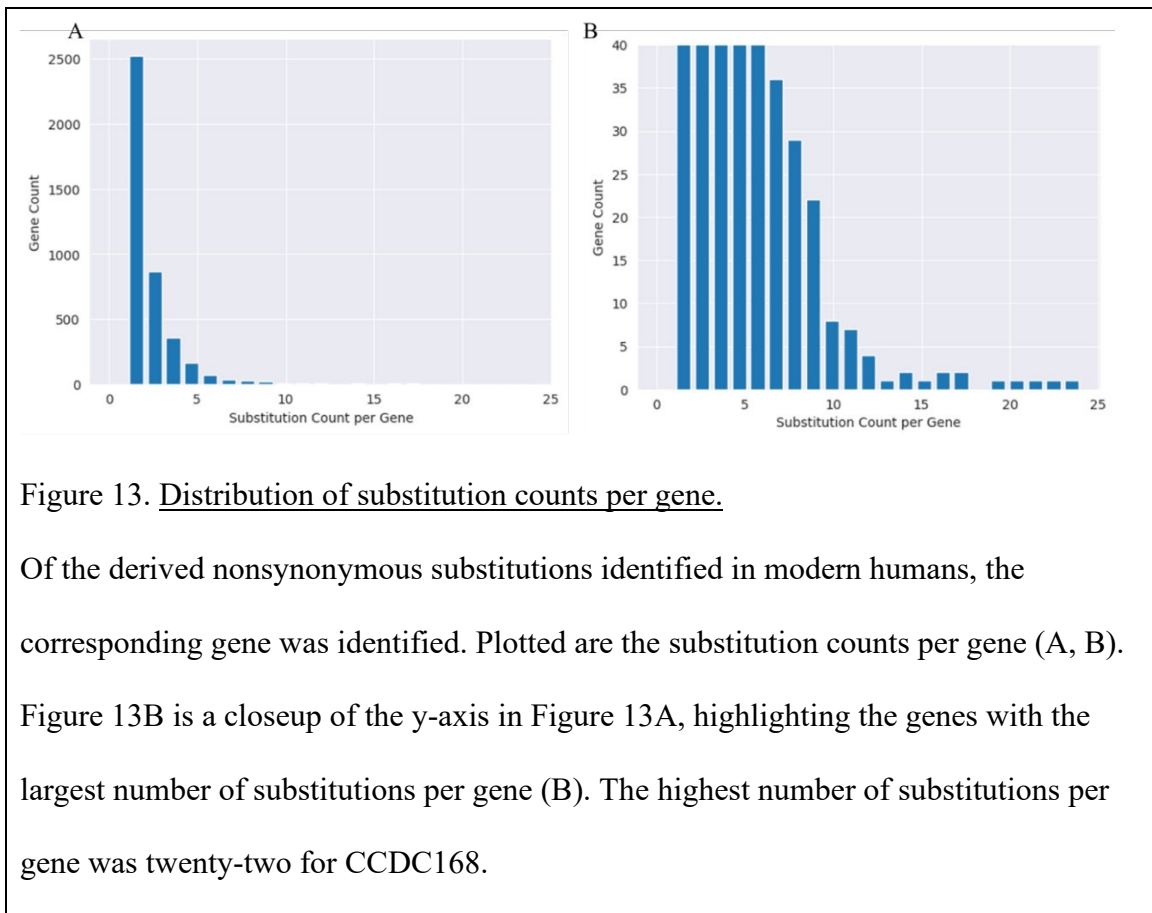 A
2500
2000
1500
1000
500
0
Gene Count
0 5 10 15 20 25
Substitution Count per Gene
B
40
35
30
25
20
15
10
5
0
Gene Count
0 5 10 15 20 25
Substitution Count per Gene
Figure 13. Distribution of substitution counts per gene.
Of the derived nonsynonymous substitutions identified in modern humans, the
corresponding gene was identified. Plotted are the substitution counts per gene (A, B).
Figure 13B is a closeup of the y-axis in Figure 13A, highlighting the genes with the
largest number of substitutions per gene (B). The highest number of substitutions per
gene was twenty-two for CCDC168.